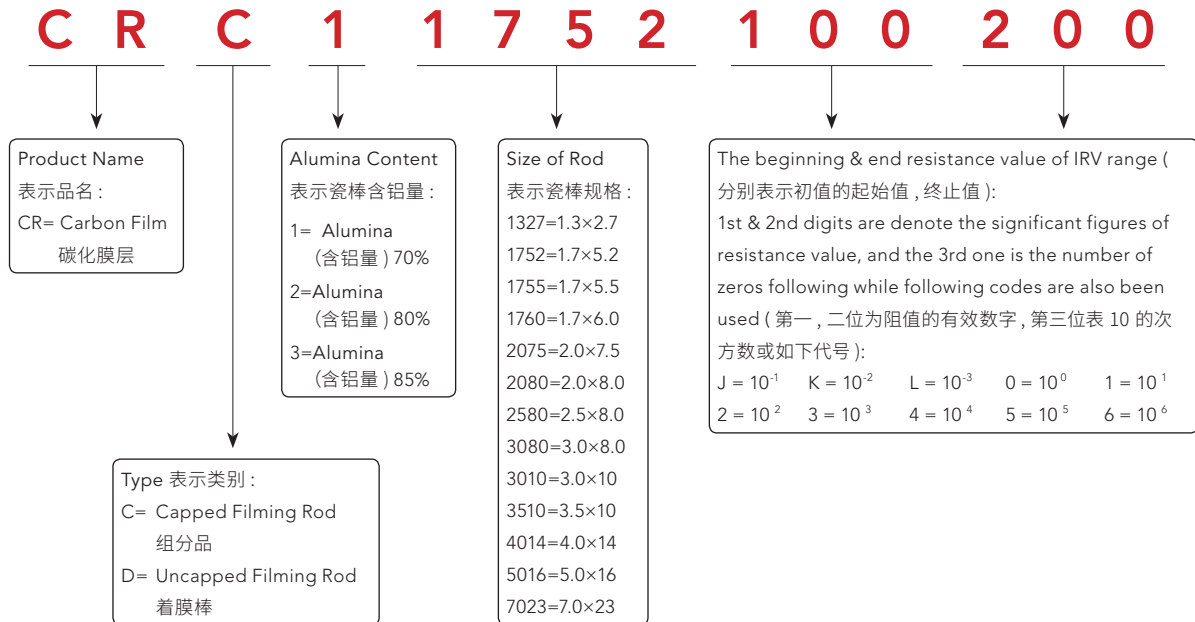 C R C 1 1 7 5 2 1 0 0 2 0 0
Product Name
表示品名 :
CR= Carbon Film
碳化膜层
Type 表示类别 :
C= Capped Filming Rod
组分品
D= Uncapped Filming Rod
着膜棒
Alumina Content
表示瓷棒含铝量 :
1= Alumina
(含铝量 ) 70%
2=Alumina
(含铝量 ) 80%
3=Alumina
(含铝量 ) 85%
Size of Rod
表示瓷棒规格 :
1327=1.3×2.7
1752=1.7×5.2
1755=1.7×5.5
1760=1.7×6.0
2075=2.0×7.5
2080=2.0×8.0
2580=2.5×8.0
3080=3.0×8.0
3010=3.0×10
3510=3.5×10
4014=4.0×14
5016=5.0×16
7023=7.0×23
The beginning & end resistance value of IRV range (
分别表示初值的起始值 , 终止值 ):
1st & 2nd digits are denote the significant figures of
resistance value, and the 3rd one is the number of
zeros following while following codes are also been
used ( 第一 , 二位为阻值的有效数字 , 第三位表 10 的次
方数或如下代号 ):
J = 10⁻¹ K = 10⁻² L = 10⁻³ 0 = 10⁰ 1 = 10¹
2 = 10² 3 = 10³ 4 = 10⁴ 5 = 10⁵ 6 = 10⁶